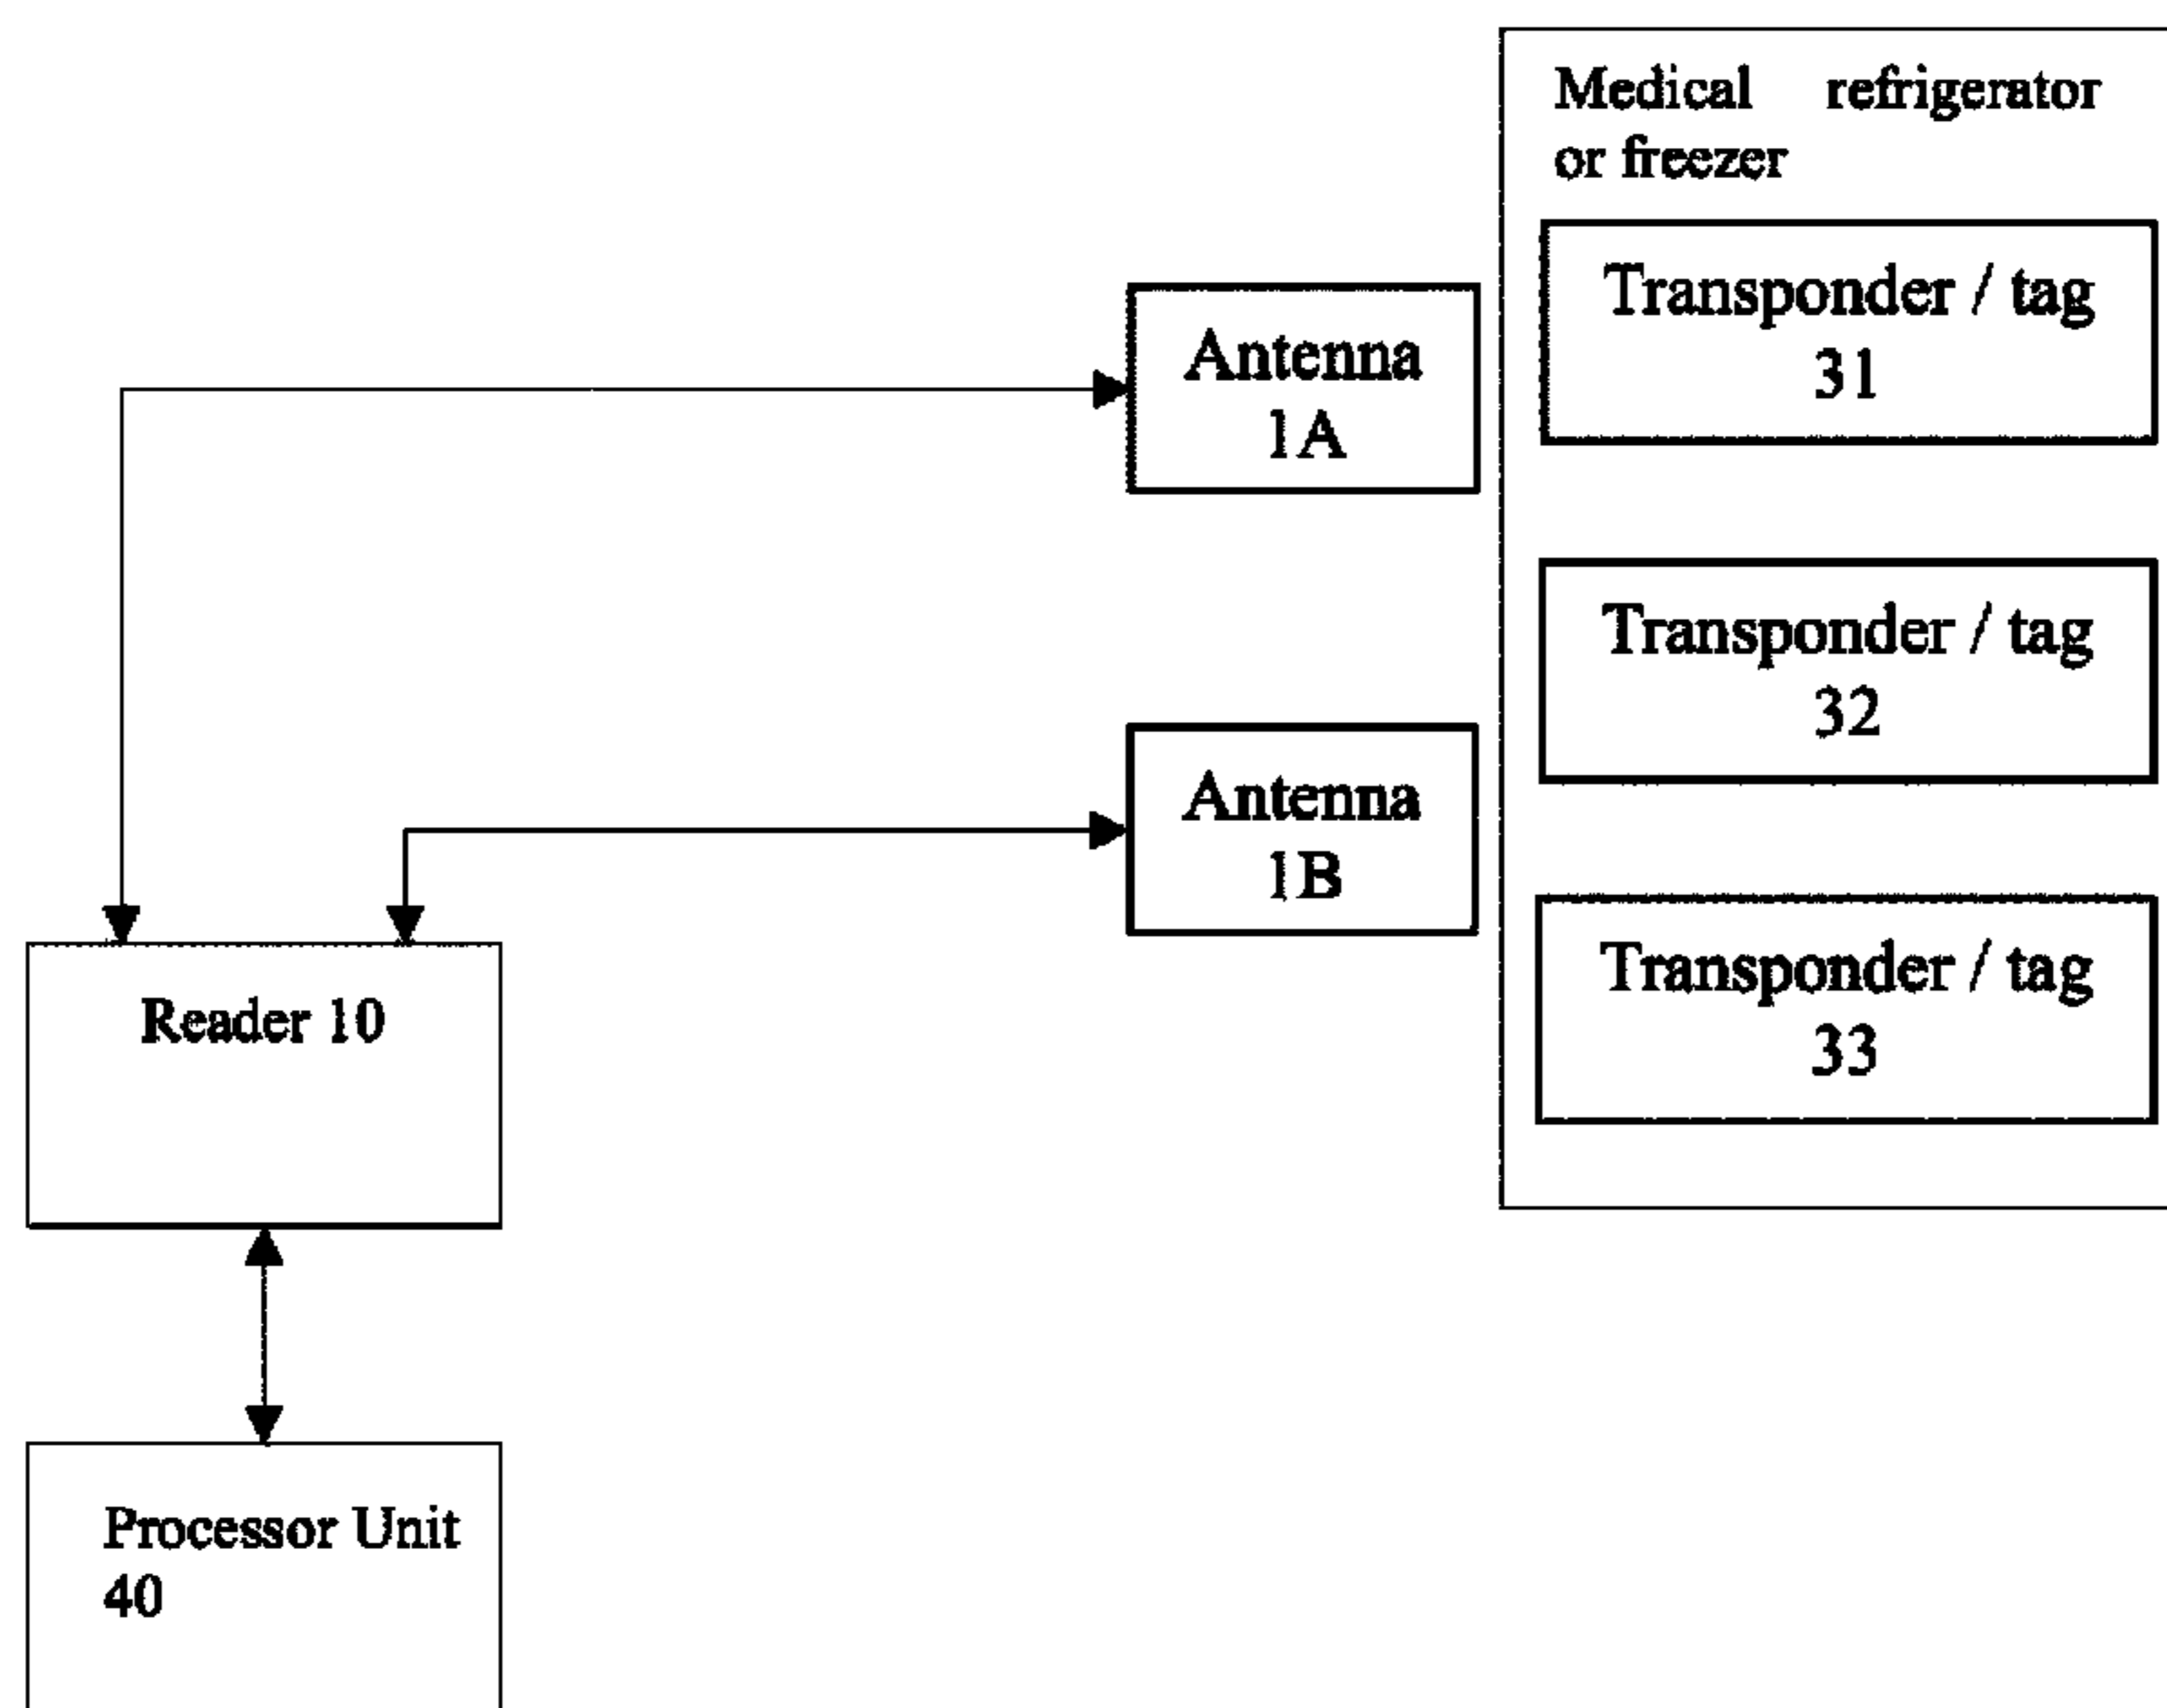 Medical refrigerator
or freezer
Transponder / tag
31
Antenna
1A
Transponder / tag
32
Antenna
1B
Transponder / tag
33
Reader 10
Processor Unit
40